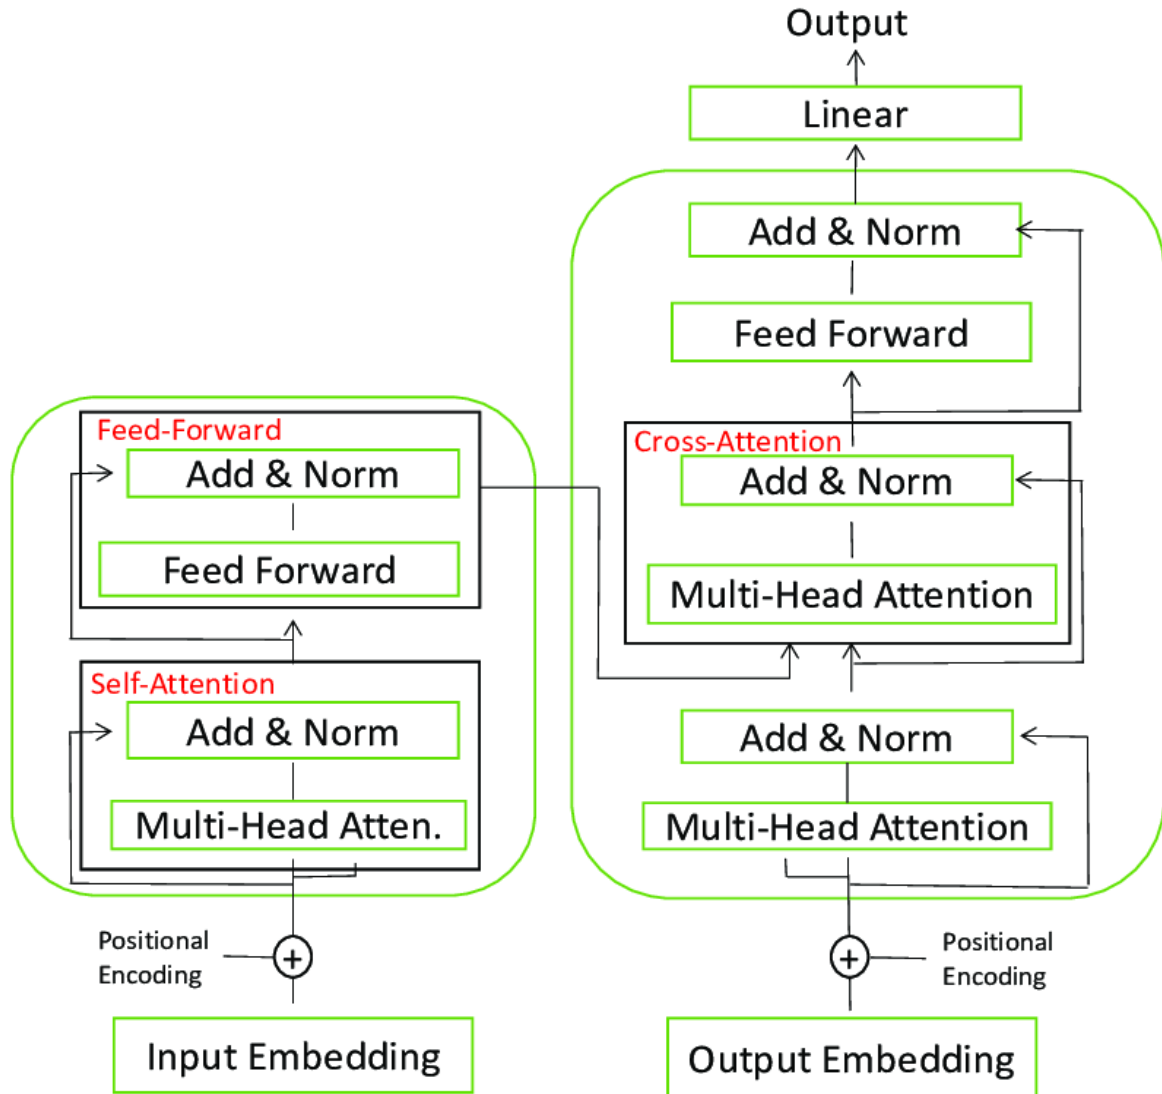 Output
Linear
Add & Norm
Feed Forward
Cross-Attention
Add & Norm
Multi-Head Attention
Add & Norm
Multi-Head Attention
Positional
Encoding
+
Output Embedding
Feed-Forward
Add & Norm
Feed Forward
Self-Attention
Add & Norm
Multi-Head Atten.
Positional
Encoding
+
Input Embedding